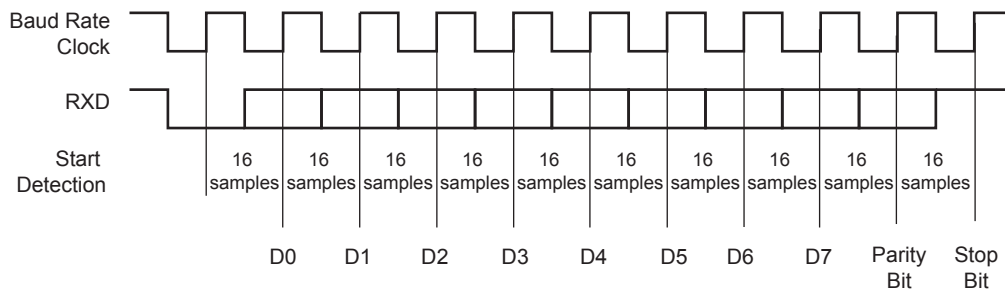 Baud Rate
Clock
RXD
Start
Detection
16 16 16 16 16 16 16 16 16 16
samples samples samples samples samples samples samples samples samples samples
D0 D1 D2 D3 D4 D5 D6 D7 Parity Stop
Bit Bit